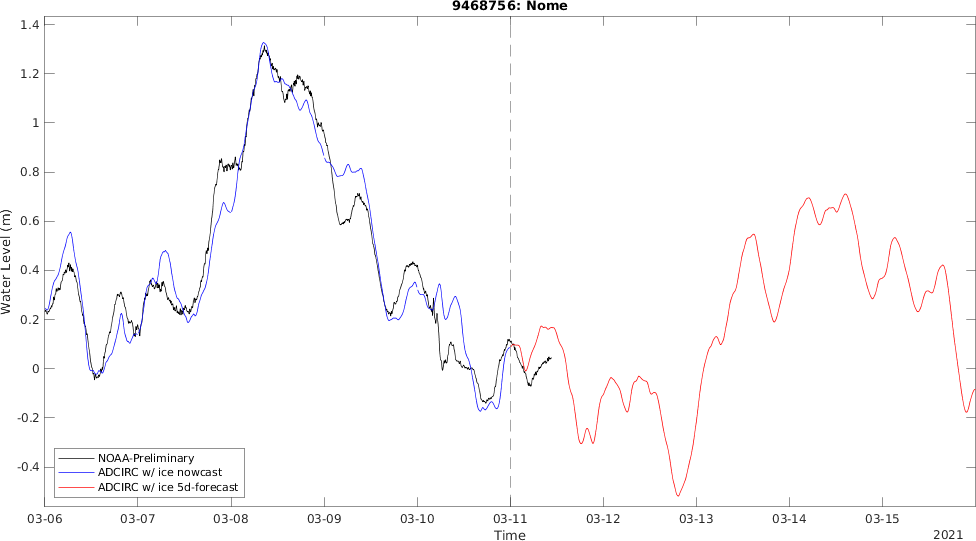 9468756: Nome
1.4
1.2
1
0.8
0.6
0.4
0.2
0
-0.2
-0.4
Water Level (m)
NOAA-Preliminary
ADCIRC w/ ice nowcast
ADCIRC w/ ice 5d-forecast
03-06 03-07 03-08 03-09 03-10 03-11 03-12 03-13 03-14 03-15
Time
2021